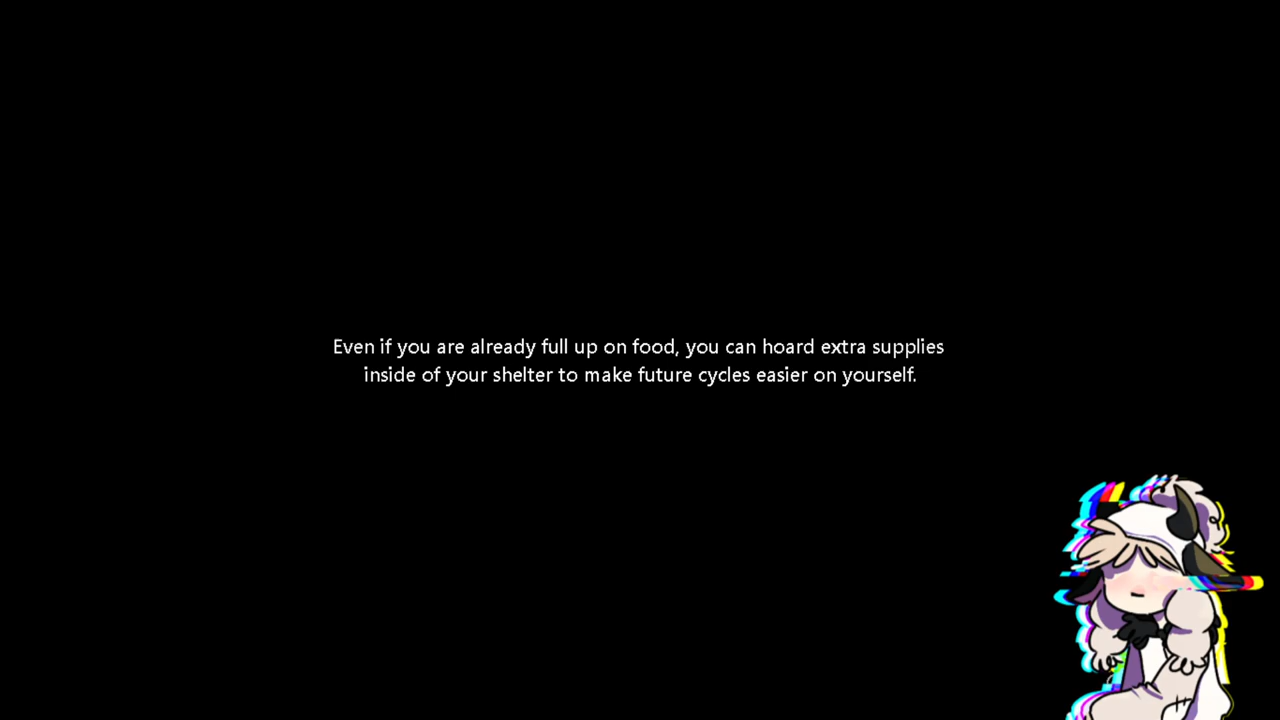 Even if you are already full up on food, you can hoard extra supplies
inside of your shelter to make future cycles easier on yourself.